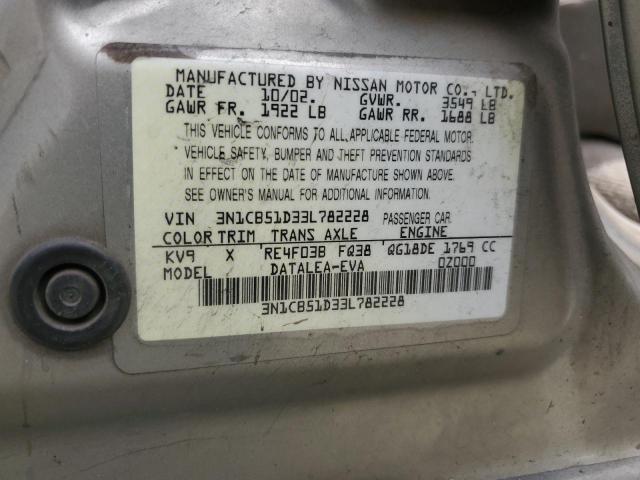 MANUFACTURED BY NISSAN MOTOR CO., LTD.
DATE 10/02. GVWR. 3549 LB
GAWR FR. 1922 LB GAWR RR. 1688 LB
THIS VEHICLE CONFORMS TO ALL APPLICABLE FEDERAL MOTOR
VEHICLE SAFETY, BUMPER AND THEFT PREVENTION STANDARDS
IN EFFECT ON THE DATE OF MANUFACTURE SHOWN ABOVE.
SEE OWNER'S MANUAL FOR ADDITIONAL INFORMATION.
VIN 3N1CB51D33L782228 PASSENGER CAR
COLOR TRIM TRANS AXLE ENGINE
KV9 X RE4F03B FQ38 QG18DE 1769 CC
MODEL DATALEA-EVA 0Z000
3N1CB51D33L782228